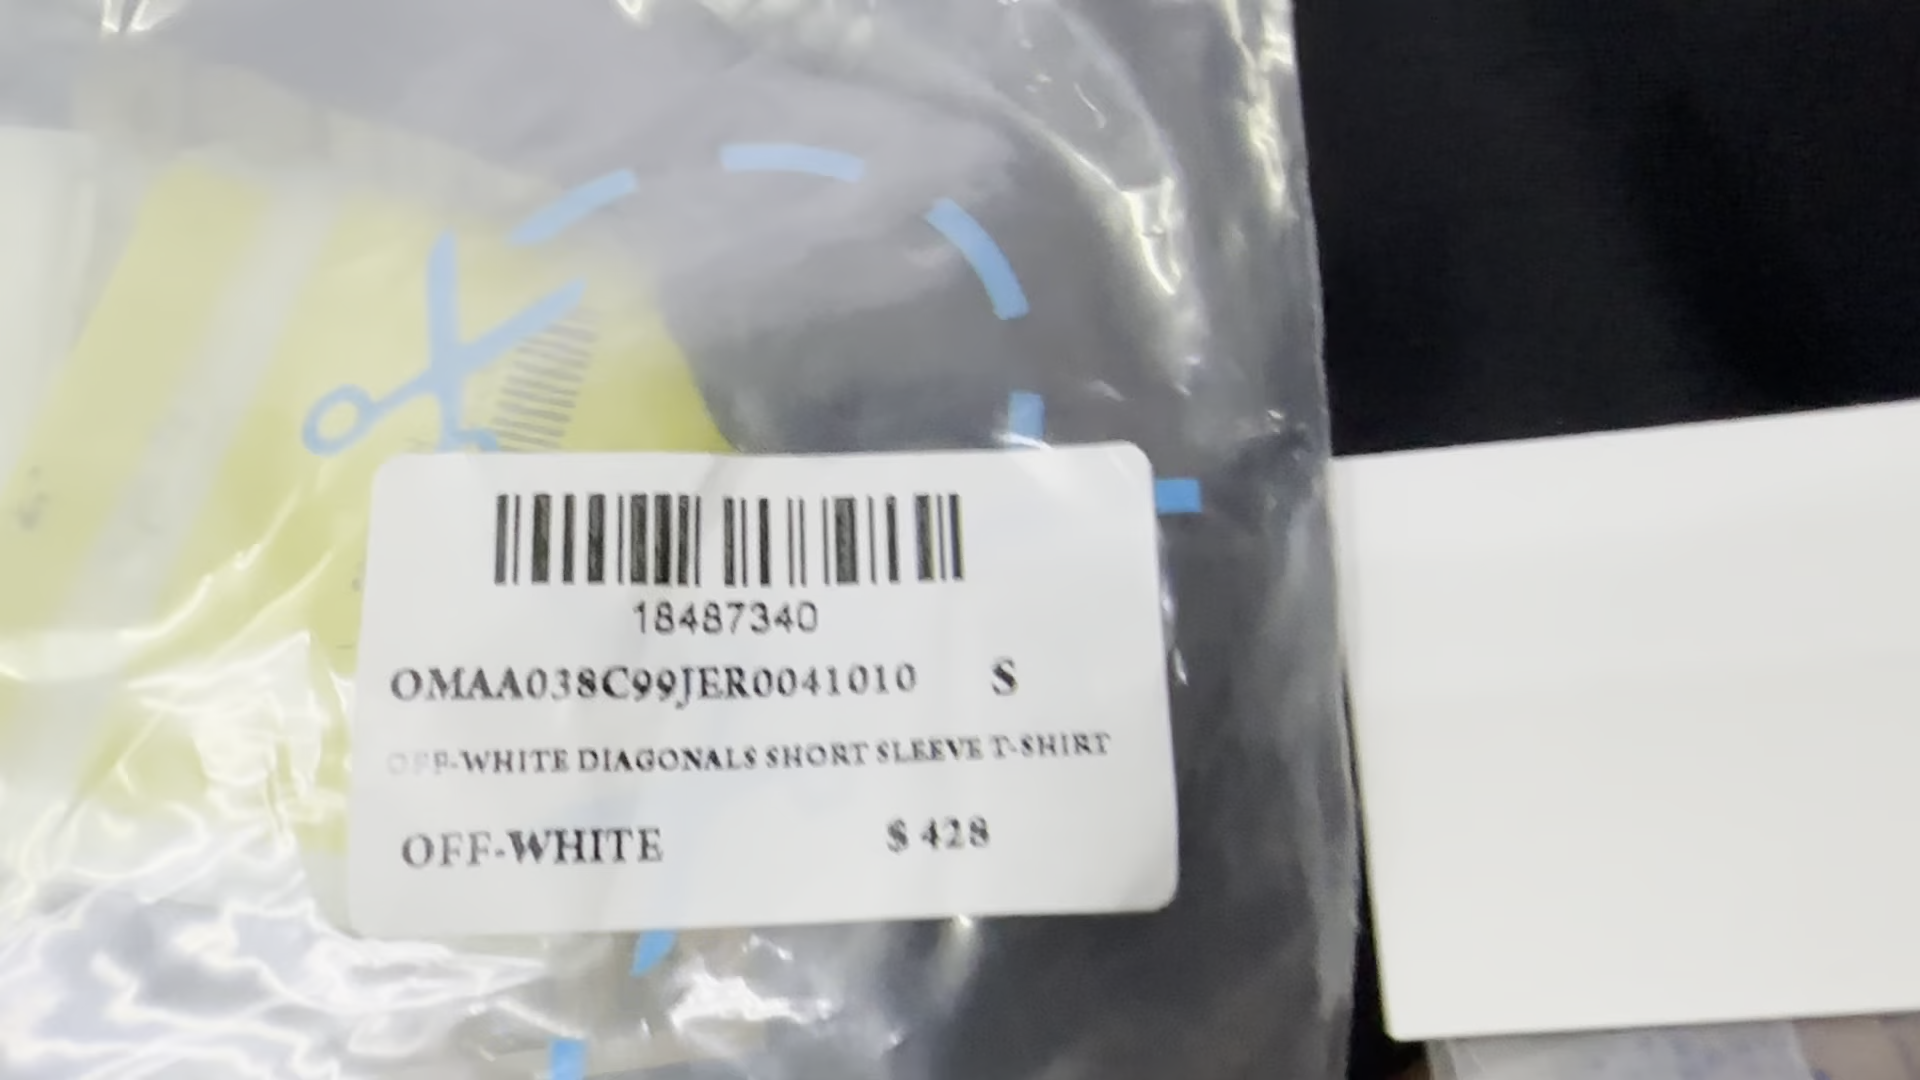 18487340
OMAA038C99JER0041010 S
OFF-WHITE DIAGONALS SHORT SLEEVE T-SHIRT
OFF-WHITE $ 428